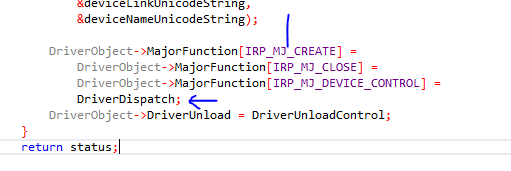 &deviceLinkUnicodeString,
&deviceNameUnicodeString);
DriverObject->MajorFunction[IRP_MJ_CREATE] =
DriverObject->MajorFunction[IRP_MJ_CLOSE] =
DriverObject->MajorFunction[IRP_MJ_DEVICE_CONTROL] =
DriverDispatch;
DriverObject->DriverUnload = DriverUnloadControl;
}
return status;